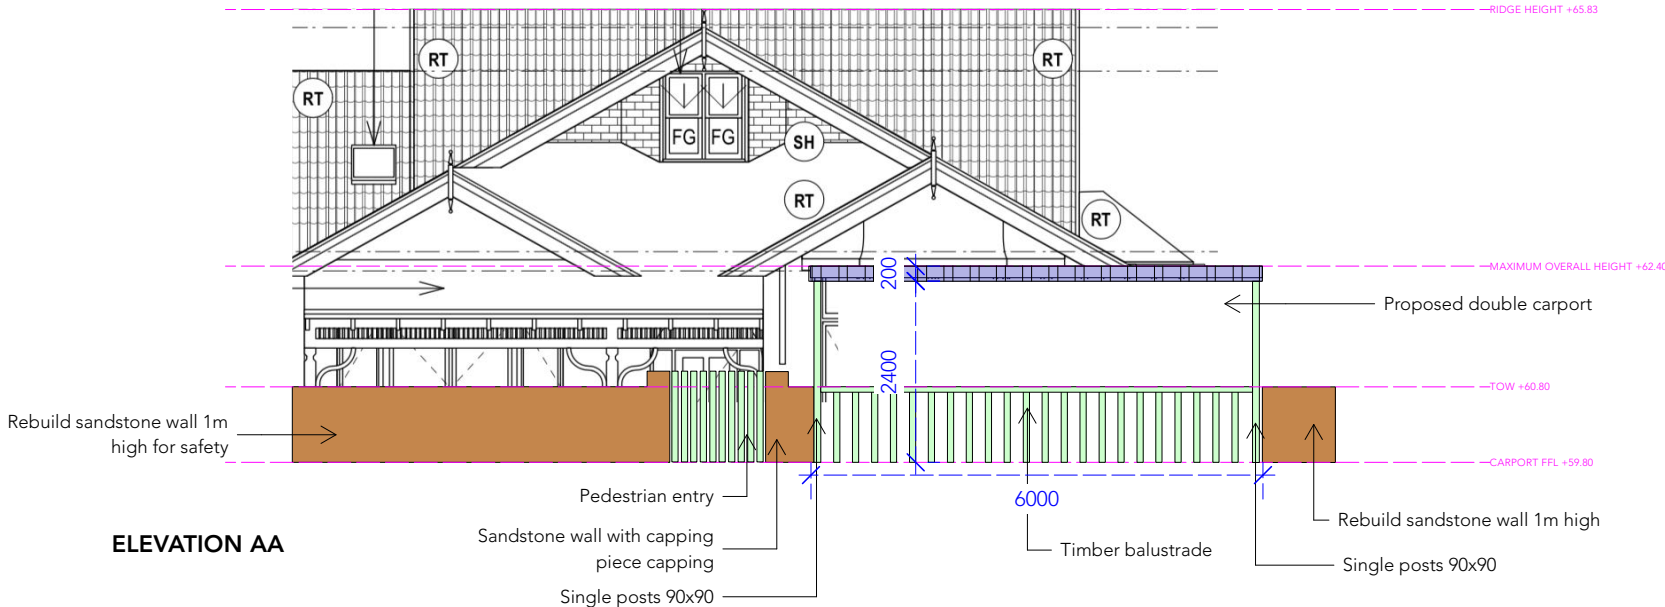 RIDGE HEIGHT +65.83
RT
RT
RT
FG FG
SH
RT
RT
MAXIMUM OVERALL HEIGHT +62.40
200
Proposed double carport
2400
TOW +60.80
Rebuild sandstone wall 1m
high for safety
CARPORT FFL +59.80
Pedestrian entry
6000
Rebuild sandstone wall 1m high
ELEVATION AA
Sandstone wall with capping
piece capping
Timber balustrade
Single posts 90x90
Single posts 90x90